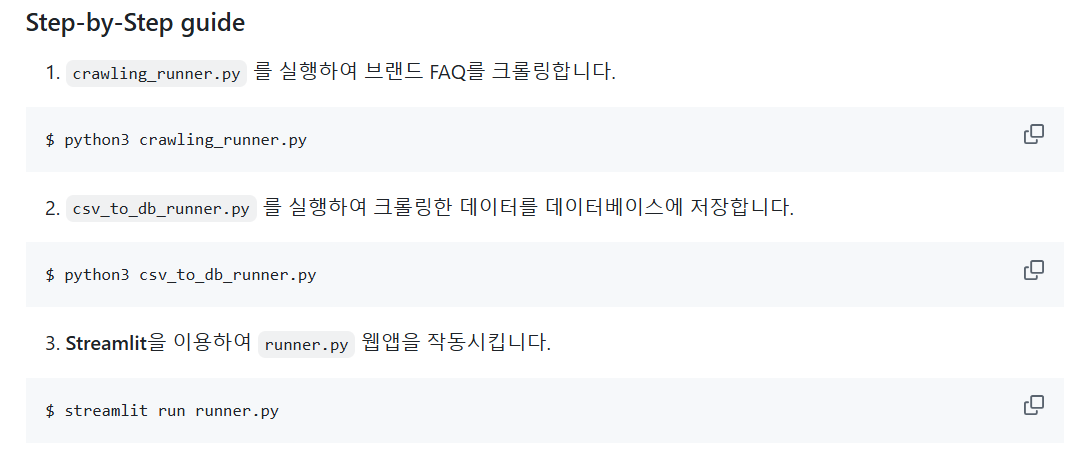 Step-by-Step guide
1. crawling_runner.py 를 실행하여 브랜드 FAQ를 크롤링합니다.
$ python3 crawling_runner.py
2. csv_to_db_runner.py 를 실행하여 크롤링한 데이터를 데이터베이스에 저장합니다.
$ python3 csv_to_db_runner.py
3. Streamlit을 이용하여 runner.py 웹앱을 작동시킵니다.
$ streamlit run runner.py